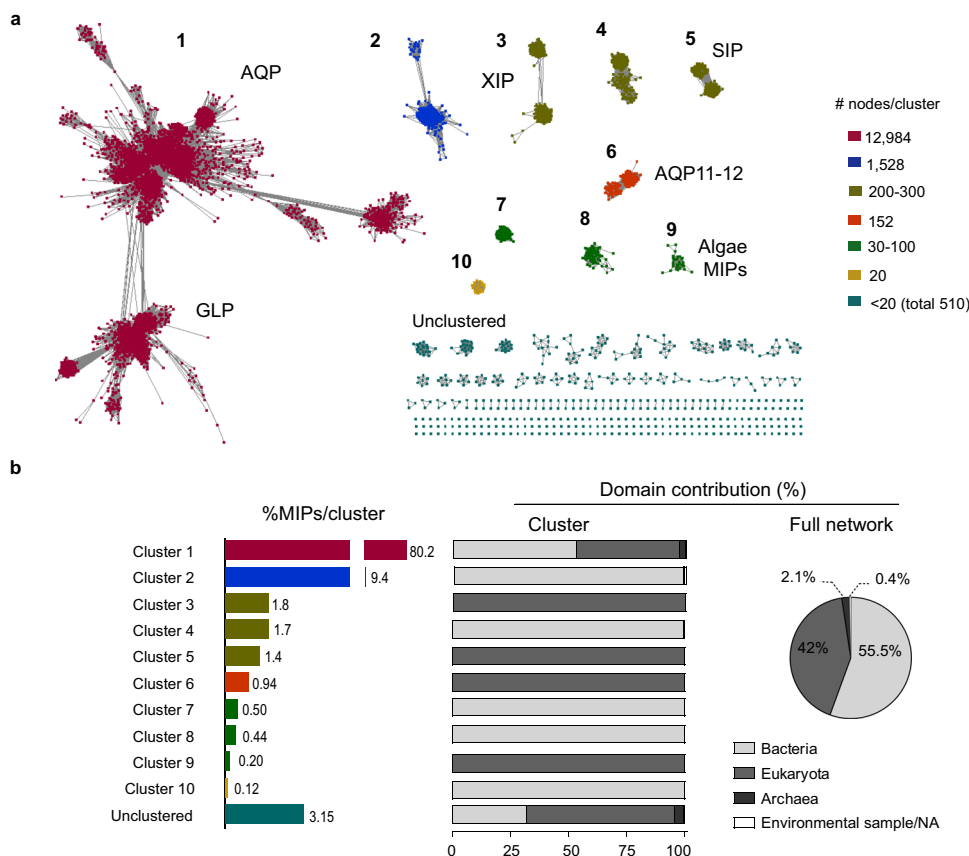 a
1
2
3
4
5
SIP
AQP
XIP
# nodes/cluster
12,984
1,528
200-300
152
30-100
20
<20 (total 510)
6
AQP11-12
7
8
9
Algae
MIPs
10
GLP
Unclustered
b
Domain contribution (%)
%MIPs/cluster
Cluster
Full network
Cluster 1
80.2
Cluster 2
9.4
Cluster 3
1.8
Cluster 4
1.7
Cluster 5
1.4
Cluster 6
0.94
Cluster 7
0.50
Cluster 8
0.44
Cluster 9
0.20
Cluster 10
0.12
Unclustered
3.15
0 25 50 75 100
2.1%
0.4%
42%
55.5%
Bacteria
Eukaryota
Archaea
Environmental sample/NA